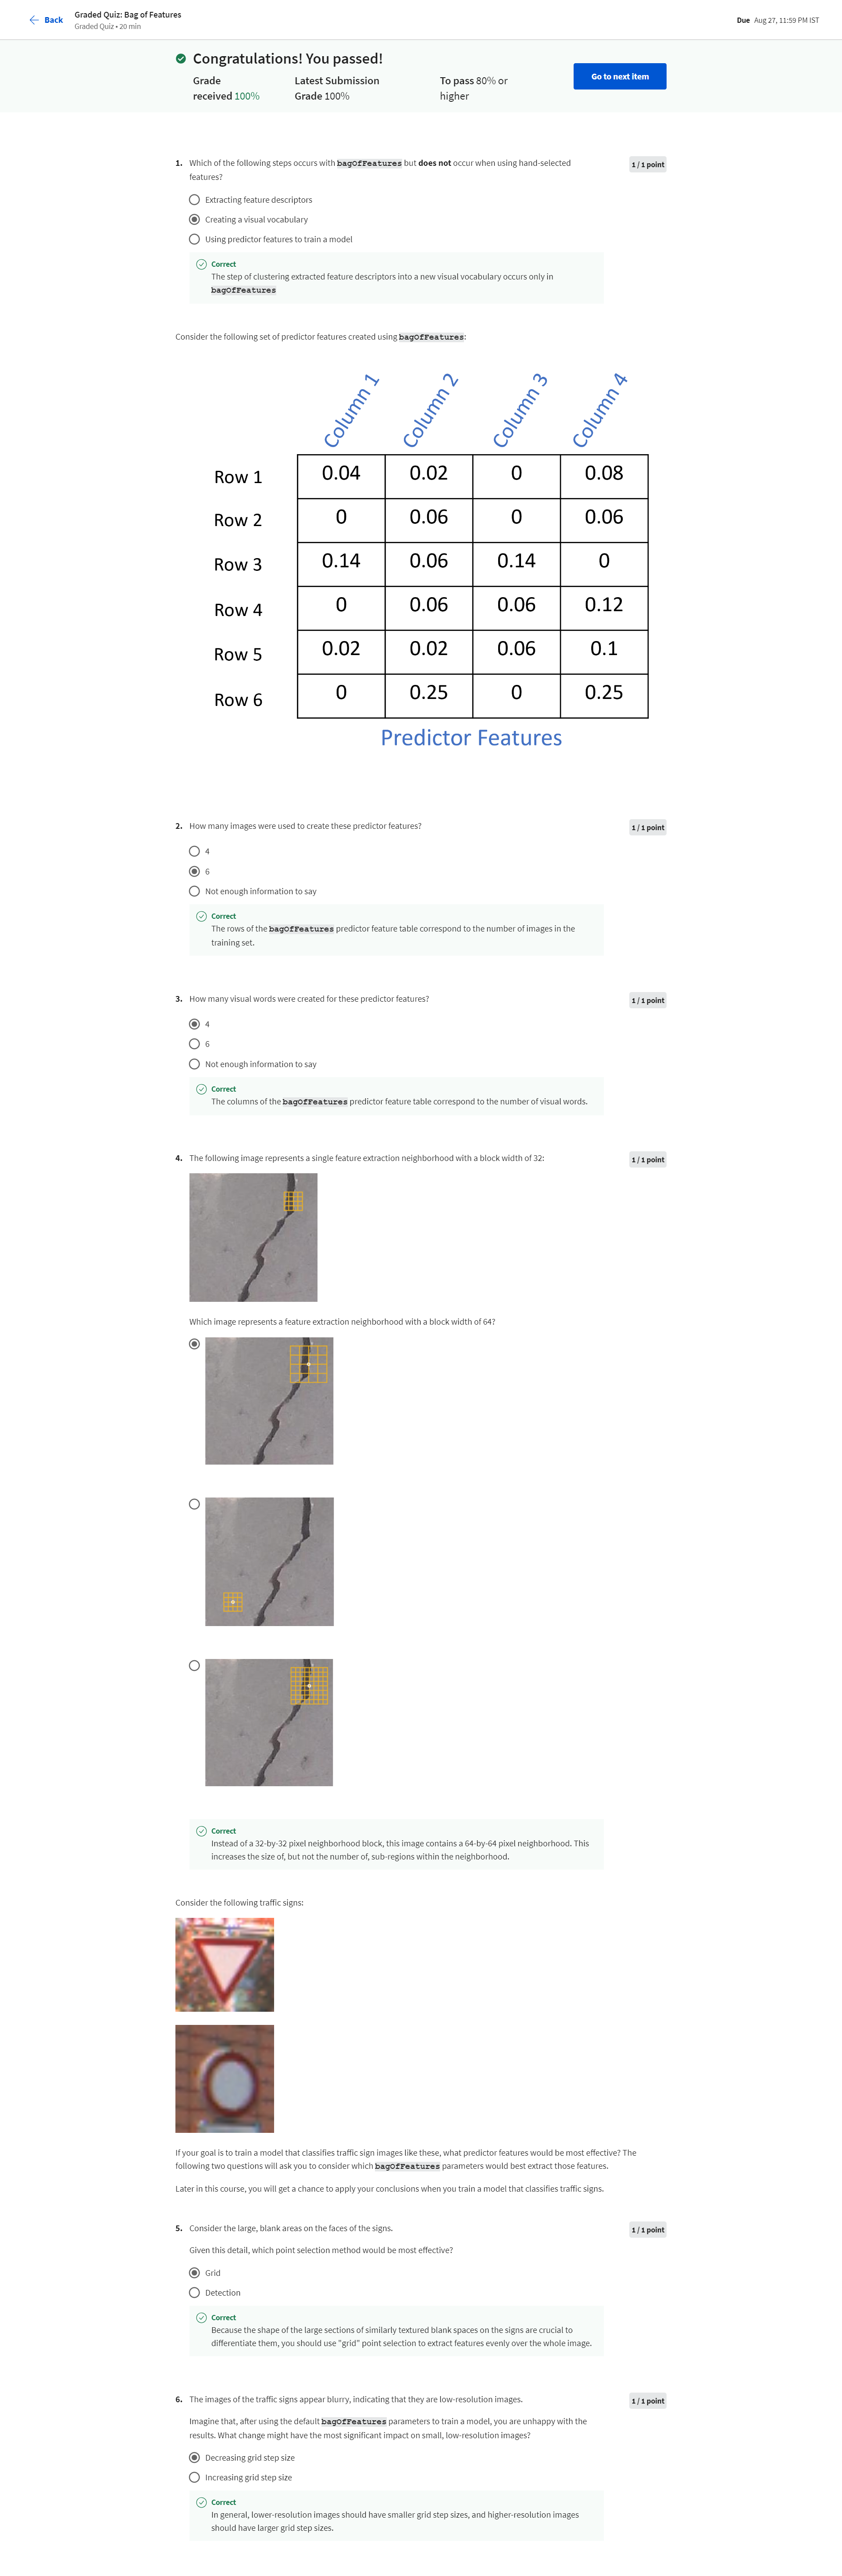 Back
Graded Quiz: Bag of Features
Graded Quiz • 20 min
Due Aug 27, 11:59 PM IST
Congratulations! You passed!
Grade received 100%
Latest Submission Grade 100%
To pass 80% or higher
Go to next item
1. Which of the following steps occurs with bagOfFeatures but does not occur when using hand-selected
features?
1 / 1 point
Extracting feature descriptors
Creating a visual vocabulary
Using predictor features to train a model
Correct
The step of clustering extracted feature descriptors into a new visual vocabulary occurs only in
bagOfFeatures
Consider the following set of predictor features created using bagOfFeatures:
Column 1 Column 2 Column 3 Column 4
Row 1 0.04 0.02 0 0.08
Row 2 0 0.06 0 0.06
Row 3 0.14 0.06 0.14 0
Row 4 0 0.06 0.06 0.12
Row 5 0.02 0.02 0.06 0.1
Row 6 0 0.25 0 0.25
Predictor Features
2. How many images were used to create these predictor features?
1 / 1 point
4
6
Not enough information to say
Correct
The rows of the bagOfFeatures predictor feature table correspond to the number of images in the
training set.
3. How many visual words were created for these predictor features?
1 / 1 point
4
6
Not enough information to say
Correct
The columns of the bagOfFeatures predictor feature table correspond to the number of visual words.
4. The following image represents a single feature extraction neighborhood with a block width of 32:
1 / 1 point
Which image represents a feature extraction neighborhood with a block width of 64?
Correct
Instead of a 32-by-32 pixel neighborhood block, this image contains a 64-by-64 pixel neighborhood. This
increases the size of, but not the number of, sub-regions within the neighborhood.
Consider the following traffic signs:
If your goal is to train a model that classifies traffic sign images like these, what predictor features would be most effective? The
following two questions will ask you to consider which bagOfFeatures parameters would best extract those features.
Later in this course, you will get a chance to apply your conclusions when you train a model that classifies traffic signs.
5. Consider the large, blank areas on the faces of the signs.
1 / 1 point
Given this detail, which point selection method would be most effective?
Grid
Detection
Correct
Because the shape of the large sections of similarly textured blank spaces on the signs are crucial to
differentiate them, you should use "grid" point selection to extract features evenly over the whole image.
6. The images of the traffic signs appear blurry, indicating that they are low-resolution images.
1 / 1 point
Imagine that, after using the default bagOfFeatures parameters to train a model, you are unhappy with the
results. What change might have the most significant impact on small, low-resolution images?
Decreasing grid step size
Increasing grid step size
Correct
In general, lower-resolution images should have smaller grid step sizes, and higher-resolution images
should have larger grid step sizes.